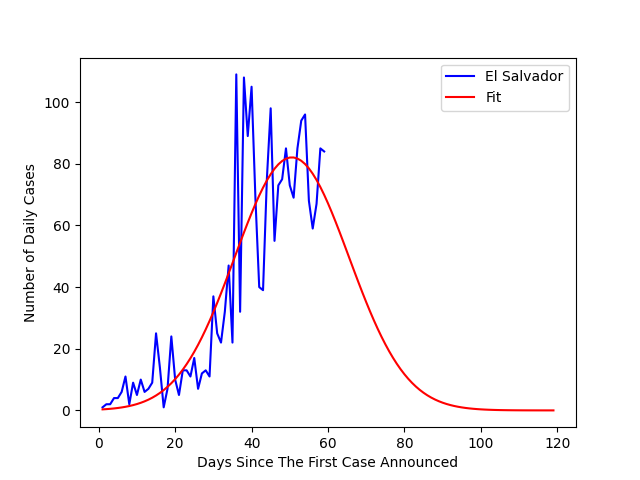 El Salvador
Fit
Number of Daily Cases
100
80
60
40
20
0
0 20 40 60 80 100 120
Days Since The First Case Announced